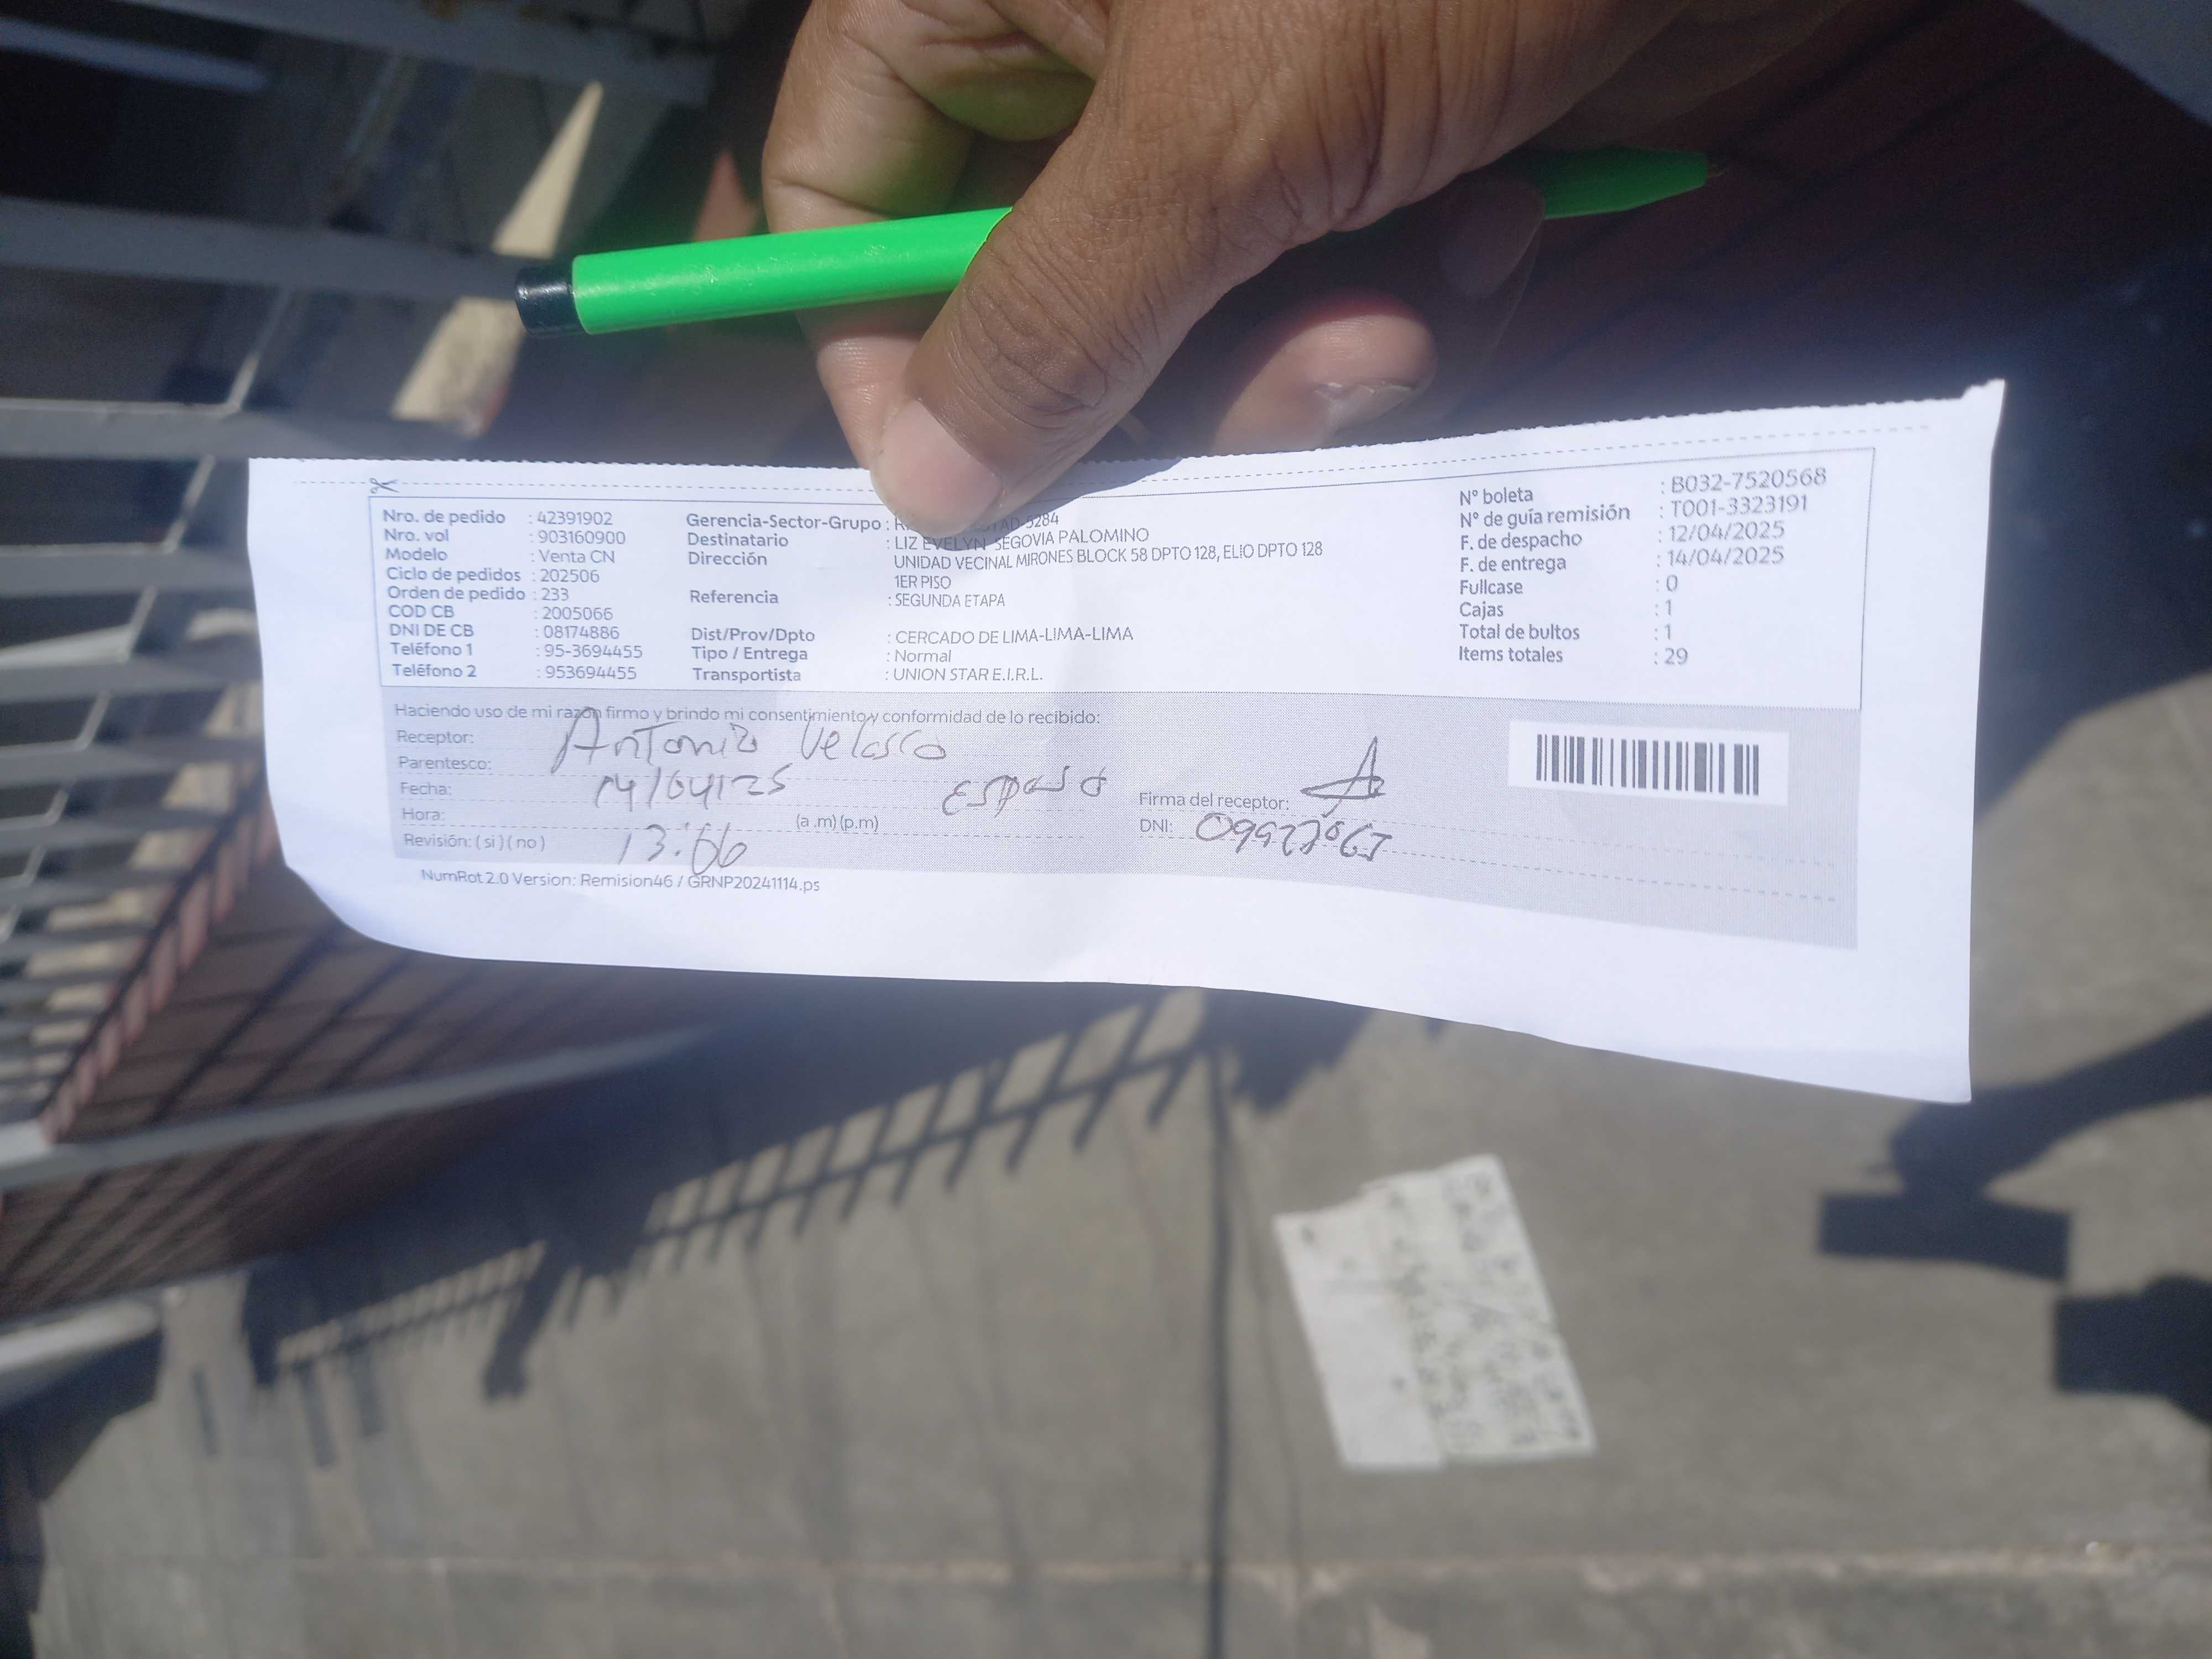 Nro. de pedido : 42391902
Nro. vol : 903160900
Modelo : Venta CN
Ciclo de pedidos : 202506
Orden de pedido : 233
COD CB : 2005066
DNI DE CB : 08174886
Teléfono 1 : 95-3694455
Teléfono 2 : 953694455
Gerencia-Sector-Grupo : 5284
Destinatario : LIZ EVELYN SEGOVIA PALOMINO
Dirección UNIDAD VECINAL MIRONES BLOCK 58 DPTO 128, ELIO DPTO 128
1ER PISO
Referencia : SEGUNDA ETAPA
Dist/Prov/Dpto : CERCADO DE LIMA-LIMA-LIMA
Tipo / Entrega : Normal
Transportista : UNION STAR E.I.R.L.
N° boleta : B032-7520568
N° de guía remisión : T001-3323191
F. de despacho : 12/04/2025
F. de entrega : 14/04/2025
Fullcase : 0
Cajas : 1
Total de bultos : 1
Items totales : 29
Haciendo uso de mi razón firmo y brindo mi consentimiento y conformidad de lo recibido:
Receptor: Antonio Velasco
Parentesco: Esposo
Fecha: 14/04/25
Hora: (a .m) (p.m)
Revisión: ( si ) ( no ) 13:06
Firma del receptor:
DNI:
NumRot 2.0 Version: Remision46 / GRNP20241114.ps